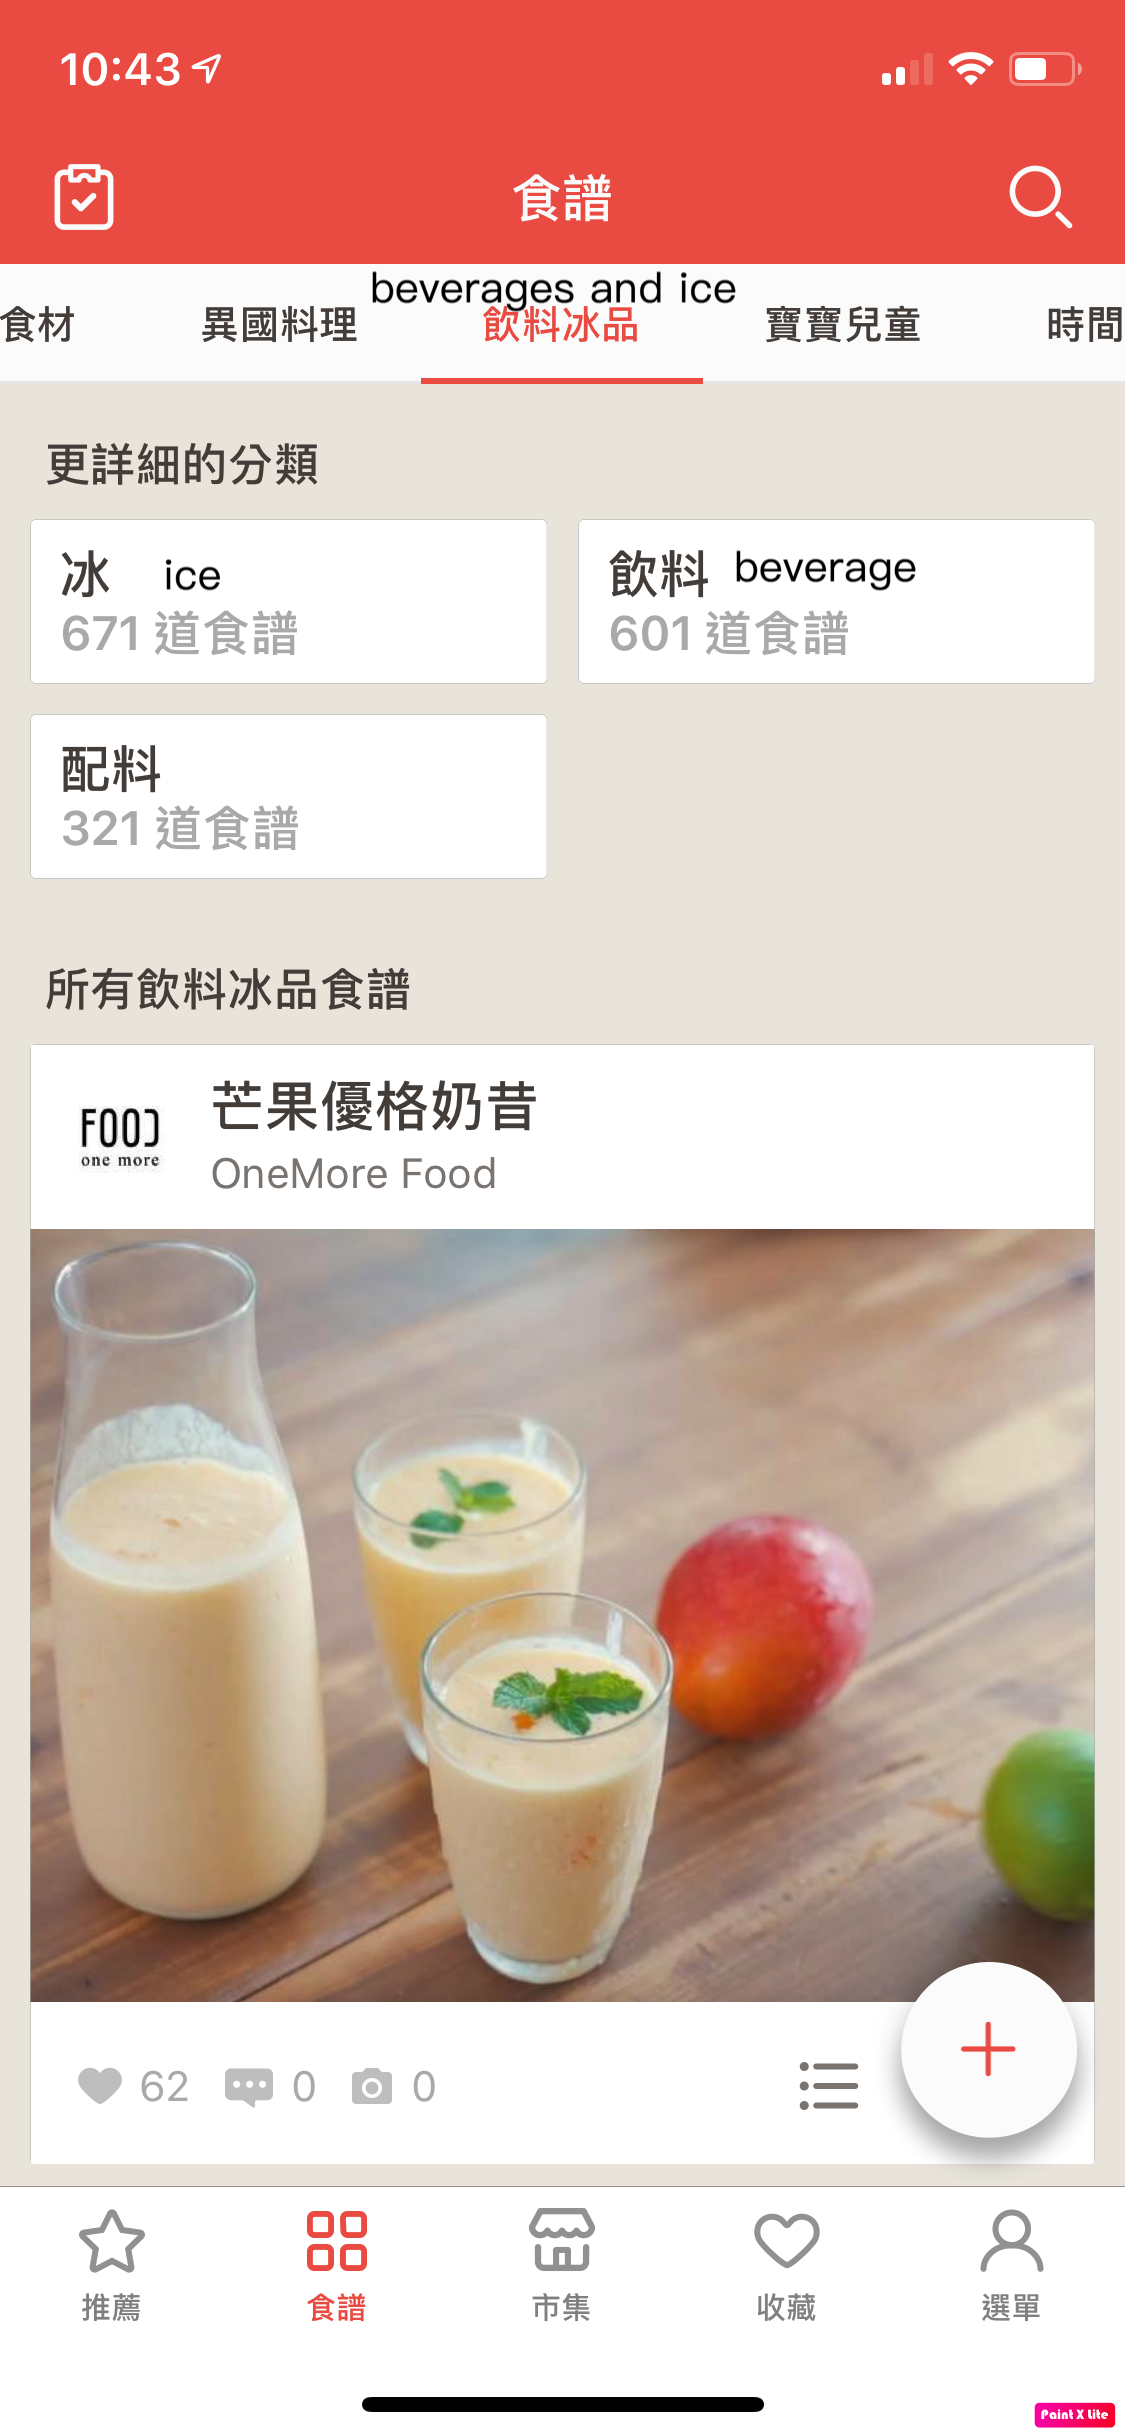 10:43
食譜
beverages and ice
食材 異國料理 飲料冰品 寶寶兒童 時間
更詳細的分類
冰 ice
671 道食譜
飲料 beverage
601 道食譜
配料
321 道食譜
所有飲料冰品食譜
芒果優格奶昔
FOOD
one more
OneMore Food
62 0 0
推薦 食譜 市集 收藏 選單
Paint X Lite